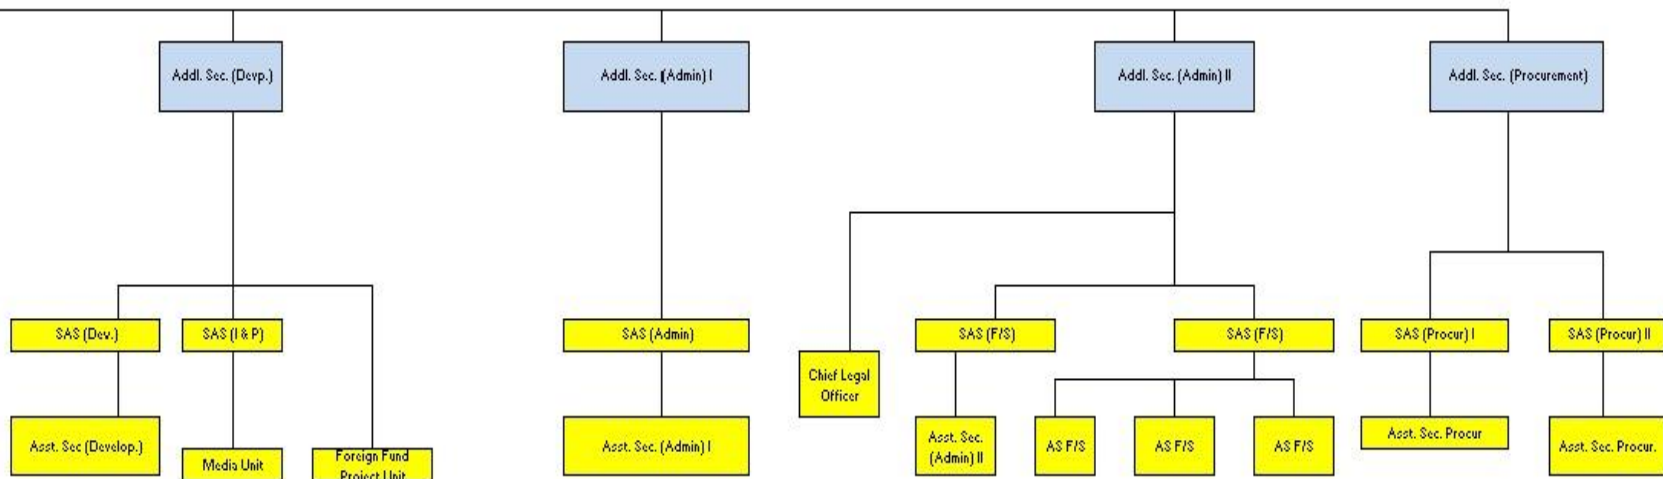 Addl. Sec. (Devp.)
Addl. Sec. (Admin) I
Addl. Sec. (Admin) II
Addl. Sec. (Procurement)
SAS (Dev.)
SAS (I & P)
SAS (Admin)
SAS (F/S)
SAS (F/S)
SAS (Procur) I
SAS (Procur) II
Chief Legal
Officer
Asst. Sec (Develop.)
Media Unit
Foreign Fund
Project Unit
Asst. Sec. (Admin) I
Asst. Sec.
(Admin) II
AS F/S
AS F/S
AS F/S
Asst. Sec. Procur
Asst. Sec. Procur.